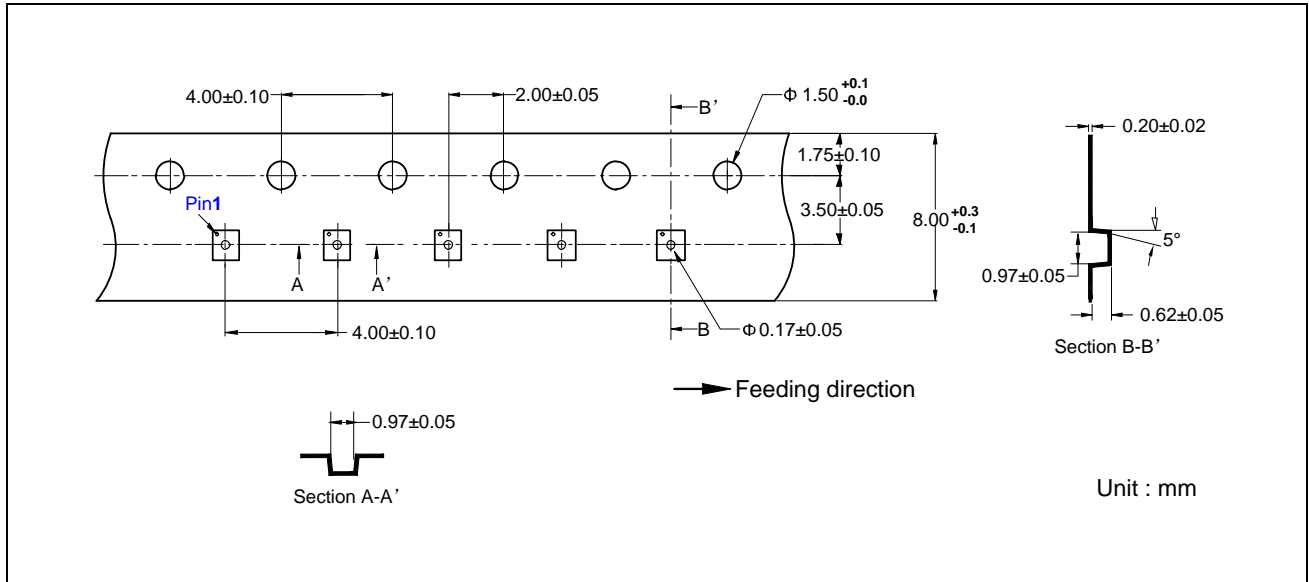 4.00±0.10
2.00±0.05
B’
Φ 1.50 +0.1 -0.0
0.20±0.02
1.75±0.10
Pin1
3.50±0.05
8.00 +0.3 -0.1
5°
A
A’
0.97±0.05
4.00±0.10
B
Φ 0.17±0.05
0.62±0.05
Section B-B’
Feeding direction
0.97±0.05
Section A-A’
Unit : mm